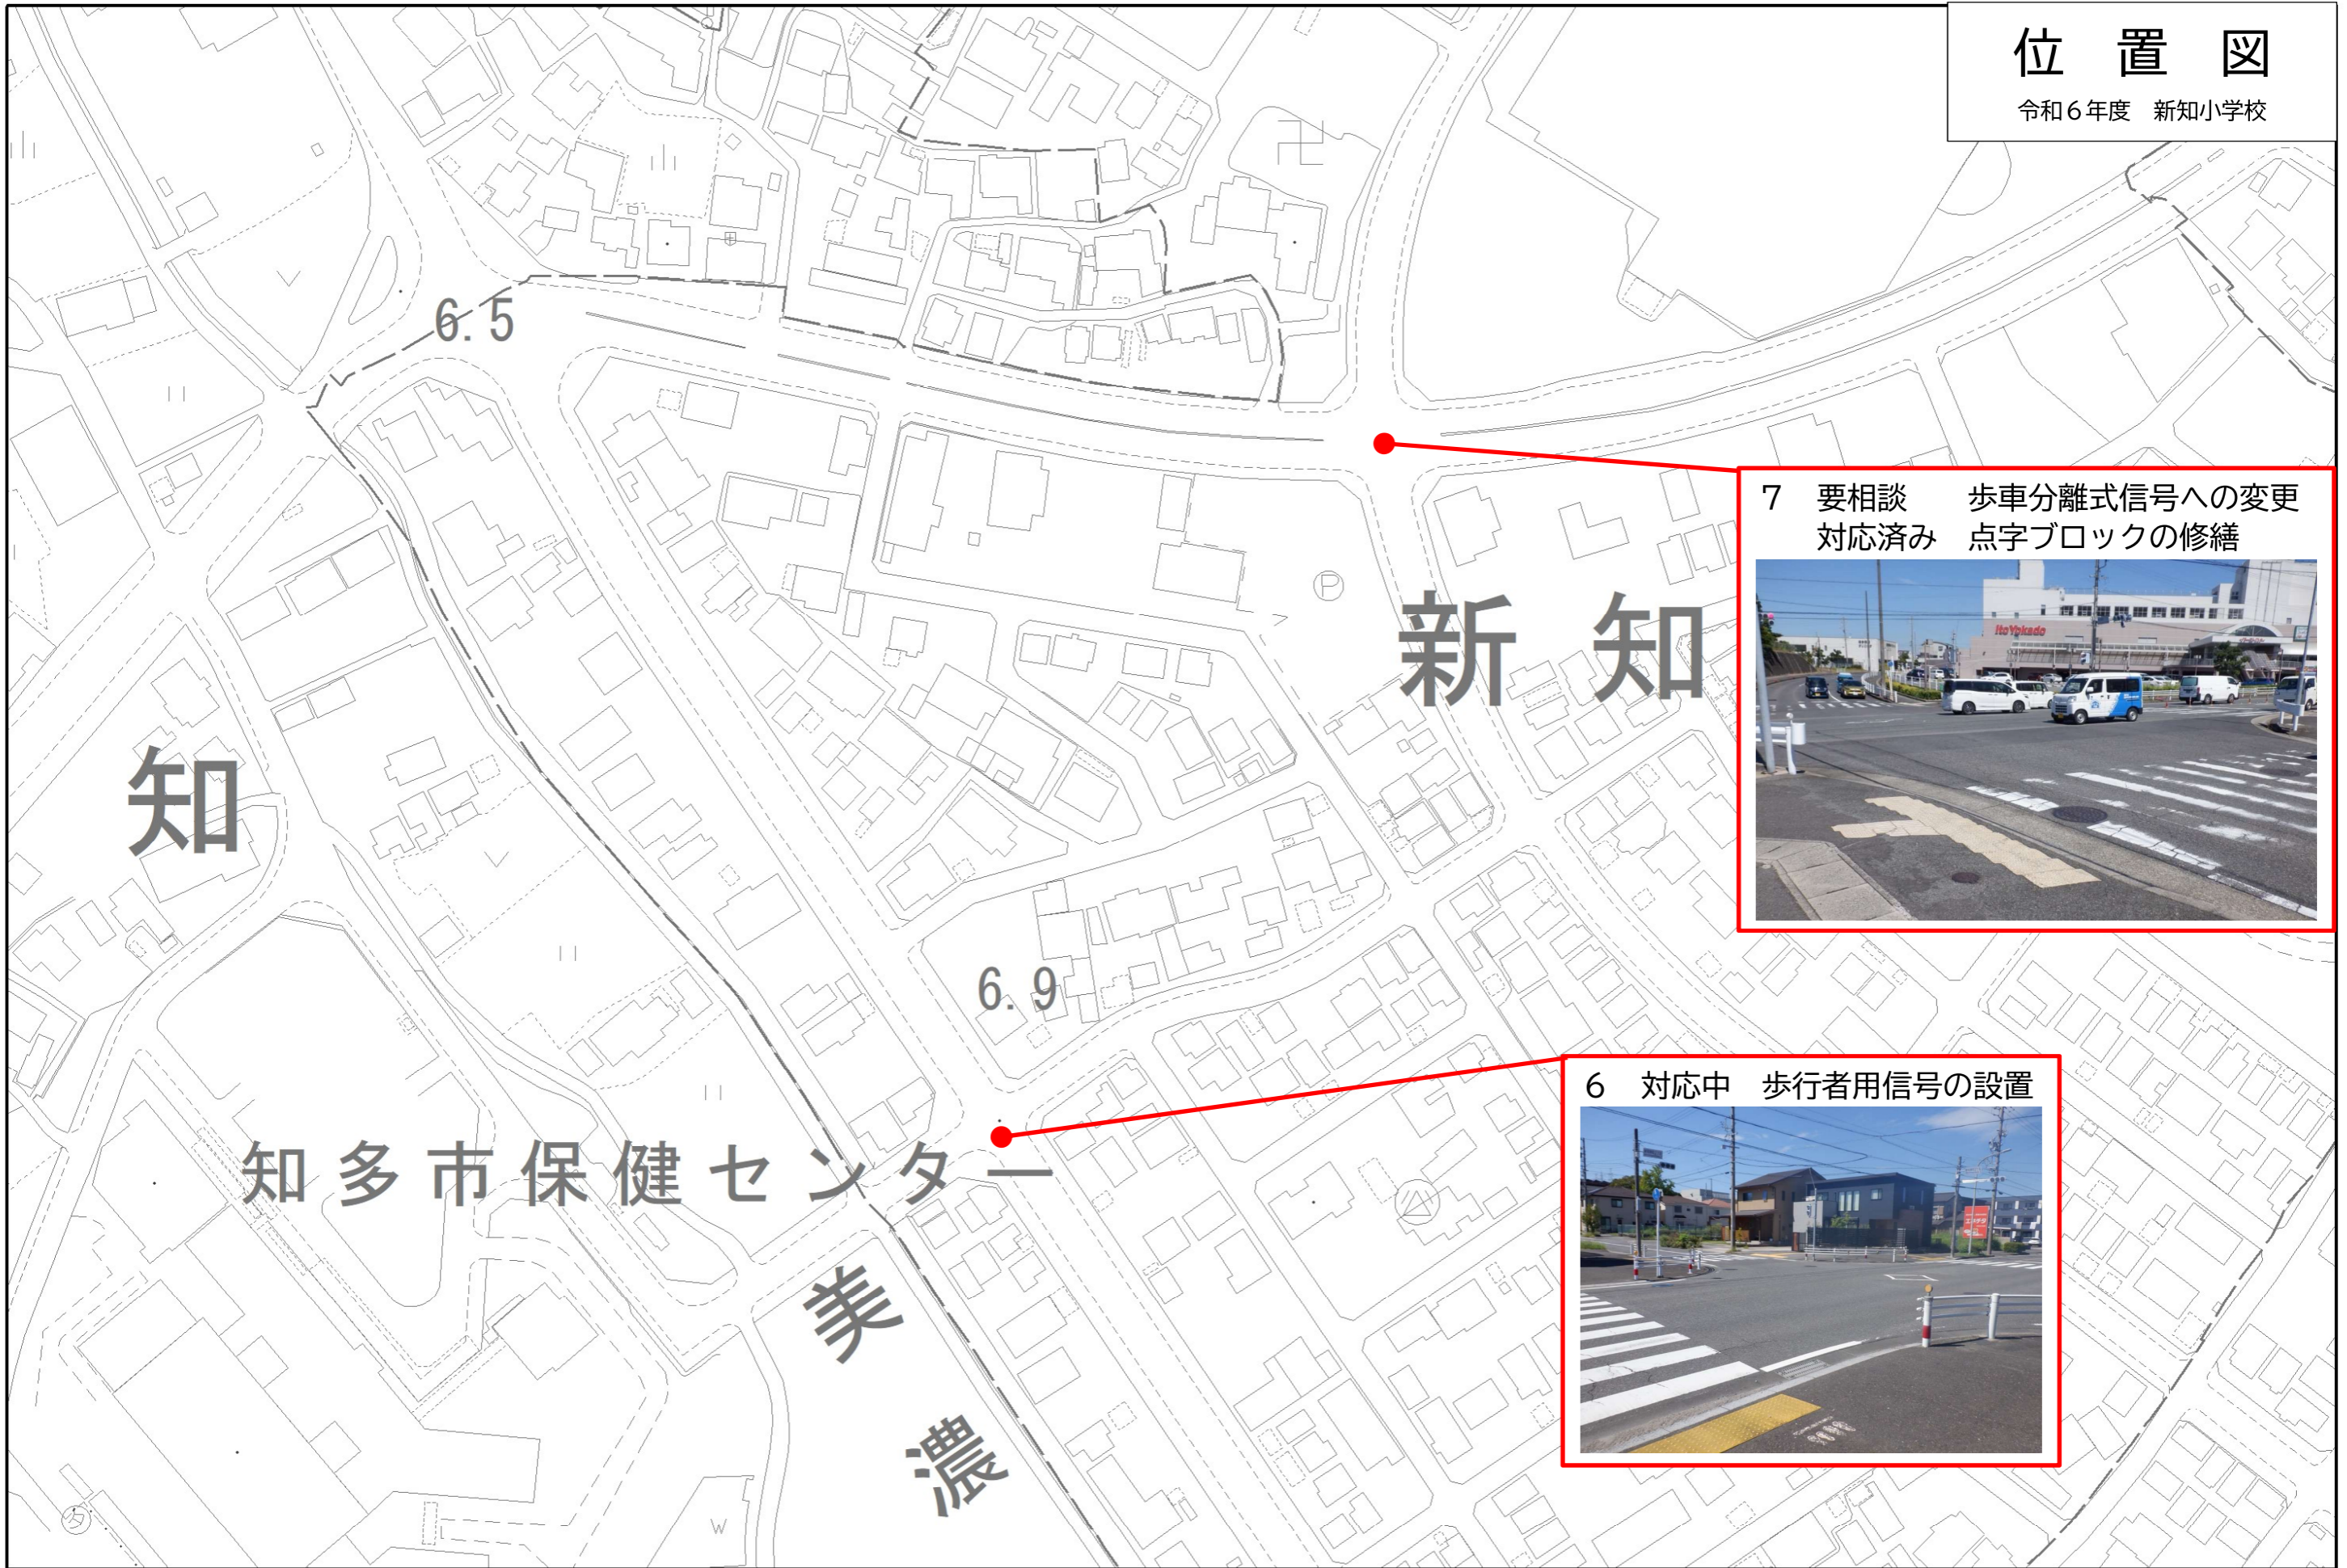 位置図
令和６年度　新知小学校
6.5
7　要相談　　歩車分離式信号への変更
対応済み　点字ブロックの修繕
ItoYokado
P
新知
知
6.9
6　対応中　歩行者用信号の設置
知多市保健センター
美
濃